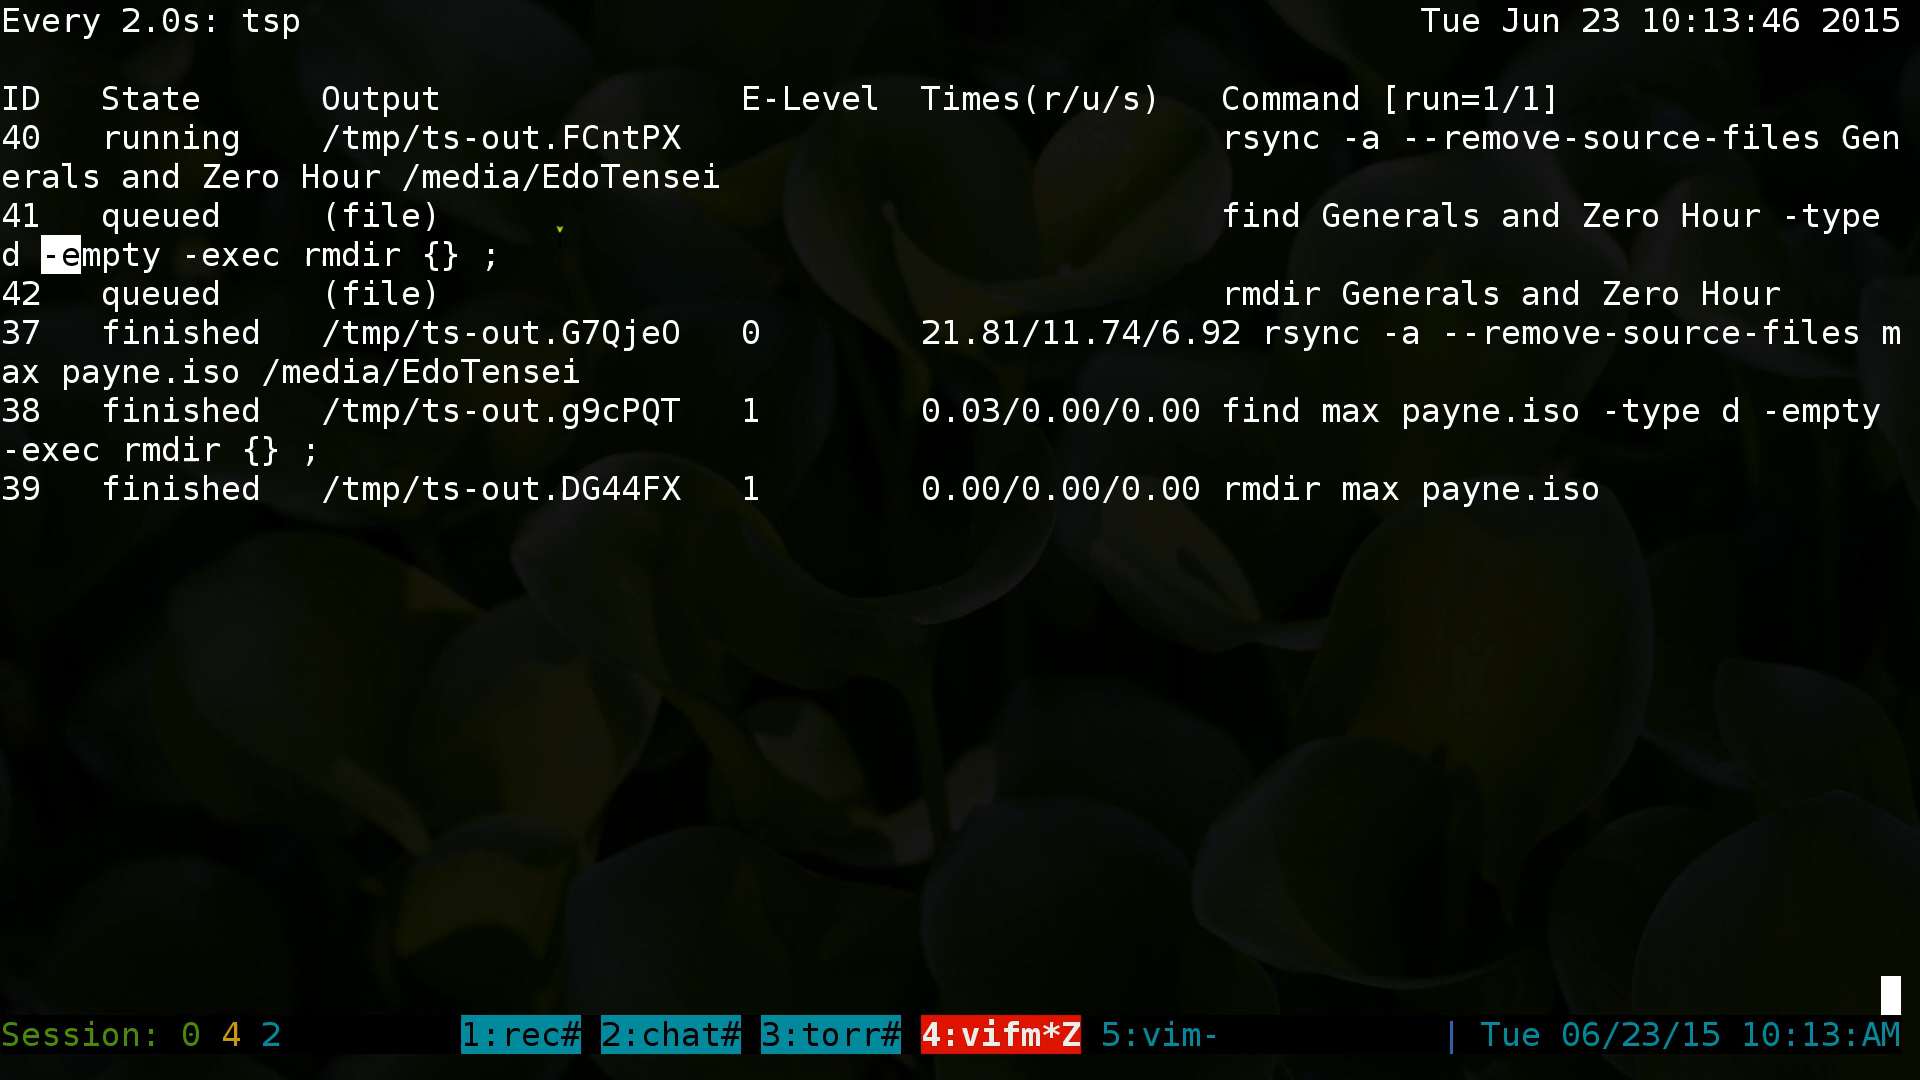 Every 2.0s: tsp Tue Jun 23 10:13:46 2015
ID State Output E-Level Times(r/u/s) Command [run=1/1]
40 running /tmp/ts-out.FCntPX rsync -a --remove-source-files Gen
erals and Zero Hour /media/EdoTensei
41 queued (file) find Generals and Zero Hour -type
d -empty -exec rmdir {} ;
42 queued (file) rmdir Generals and Zero Hour
37 finished /tmp/ts-out.G7QjeO 0 21.81/11.74/6.92 rsync -a --remove-source-files m
ax payne.iso /media/EdoTensei
38 finished /tmp/ts-out.g9cPQT 1 0.03/0.00/0.00 find max payne.iso -type d -empty
-exec rmdir {} ;
39 finished /tmp/ts-out.DG44FX 1 0.00/0.00/0.00 rmdir max payne.iso
Session: 0 4 2 1:rec# 2:chat# 3:torr# 4:vifm*Z 5:vim- | Tue 06/23/15 10:13:AM